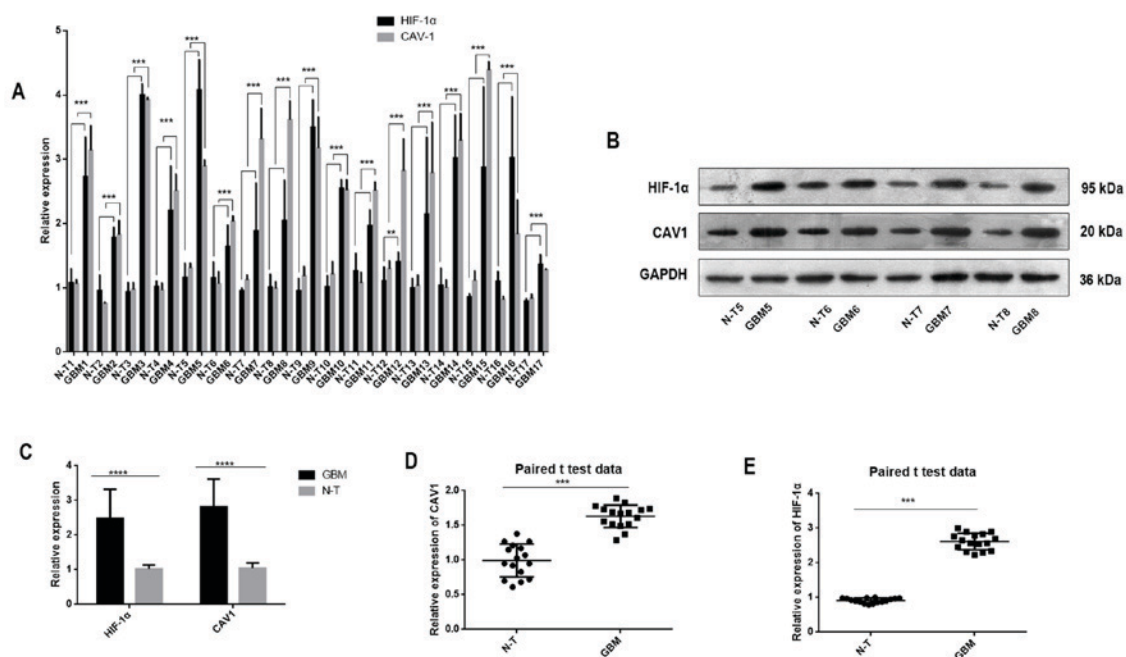 A
HIF-1α
CAV-1
Relative expression
5
4
3
2
1
0
*** *** *** *** *** *** *** *** *** *** *** ** *** *** *** *** *** ***
N-T1 GBM1 N-T2 GBM2 N-T3 GBM3 N-T4 GBM4 N-T5 GBM5 N-T6 GBM6 N-T7 GBM7 N-T8 GBM8 N-T9 GBM9 N-T10 GBM10 N-T11 GBM11 N-T12 GBM12 N-T13 GBM13 N-T14 GBM14 N-T15 GBM15 N-T16 GBM16 N-T17 GBM17
B
HIF-1α 95 kDa
CAV1 20 kDa
GAPDH 36 kDa
N-T5 GBM5 N-T6 GBM6 N-T7 GBM7 N-T8 GBM8
C
GBM
N-T
**** ****
Relative expression
4
3
2
1
0
HIF-1α CAV1
D
Paired t test data
***
Relative expression of CAV1
2.0
1.5
1.0
0.5
0.0
N-T GBM
E
Paired t test data
***
Relative expression of HIF-1α
4
3
2
1
0
N-T GBM